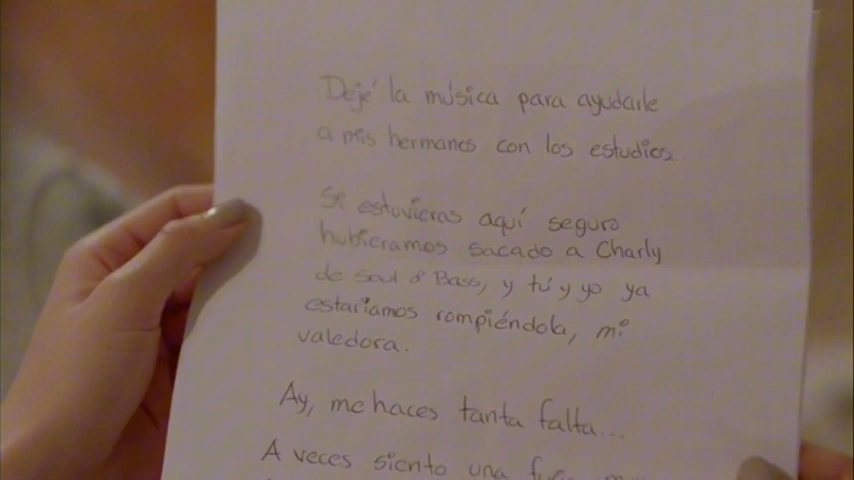 Dejé la música para ayudarle
a mis hermanos con los estudios.
Si estuvieras aquí seguro
hubieramos sacado a Charly
de Soul & Bass, y tú y yo ya
estaríamos rompiéndola, mi
valedora.
Ay, me haces tanta falta...
A veces siento una